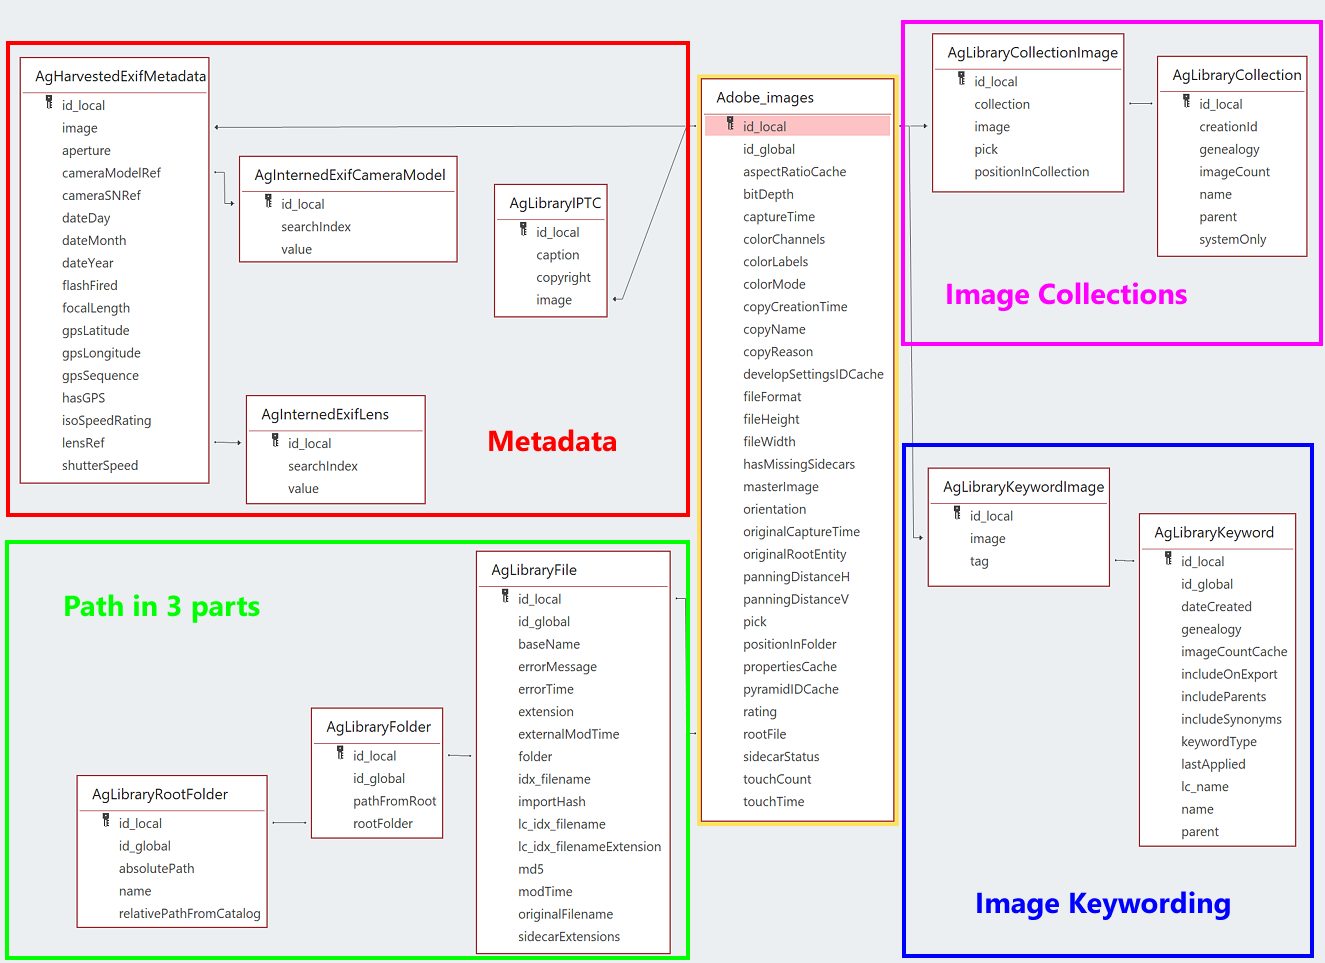 AgHarvestedExifMetadata
id_local
image
aperture
cameraModelRef
cameraSNRef
dateDay
dateMonth
dateYear
flashFired
focalLength
gpsLatitude
gpsLongitude
gpsSequence
hasGPS
isoSpeedRating
lensRef
shutterSpeed
AgInternedExifCameraModel
id_local
searchIndex
value
AgInternedExifLens
id_local
searchIndex
value
AgLibraryIPTC
id_local
caption
copyright
image
Metadata
Path in 3 parts
AgLibraryRootFolder
id_local
id_global
absolutePath
name
relativePathFromCatalog
AgLibraryFolder
id_local
id_global
pathFromRoot
rootFolder
AgLibraryFile
id_local
id_global
baseName
errorMessage
errorTime
extension
externalModTime
folder
idx_filename
importHash
lc_idx_filename
lc_idx_filenameExtension
md5
modTime
originalFilename
sidecarExtensions
Adobe_images
id_local
id_global
aspectRatioCache
bitDepth
captureTime
colorChannels
colorLabels
colorMode
copyCreationTime
copyName
copyReason
developSettingsIDCache
fileFormat
fileHeight
fileWidth
hasMissingSidecars
masterImage
orientation
originalCaptureTime
originalRootEntity
panningDistanceH
panningDistanceV
pick
positionInFolder
propertiesCache
pyramidIDCache
rating
rootFile
sidecarStatus
touchCount
touchTime
AgLibraryCollectionImage
id_local
collection
image
pick
positionInCollection
AgLibraryCollection
id_local
creationId
genealogy
imageCount
name
parent
systemOnly
Image Collections
AgLibraryKeywordImage
id_local
image
tag
AgLibraryKeyword
id_local
id_global
dateCreated
genealogy
imageCountCache
includeOnExport
includeParents
includeSynonyms
keywordType
lastApplied
lc_name
name
parent
Image Keywording